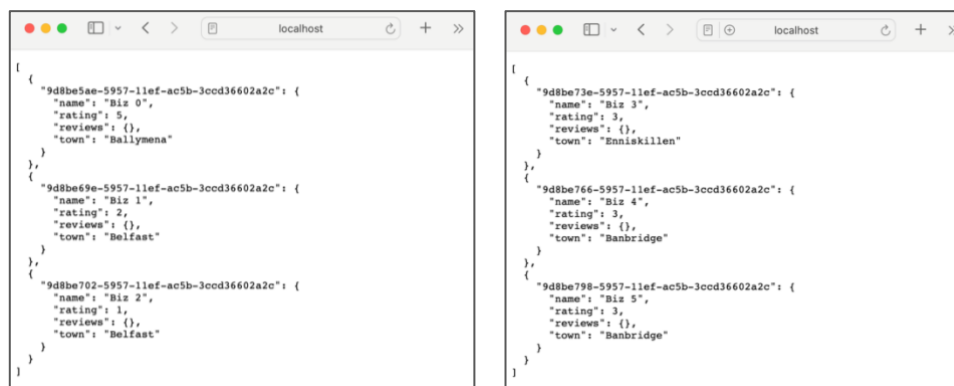 localhost
[
  {
    "9d8be5ae-5957-11ef-ac5b-3ccd36602a2c": {
      "name": "Biz 0",
      "rating": 5,
      "reviews": {},
      "town": "Ballymena"
    }
  },
  {
    "9d8be69e-5957-11ef-ac5b-3ccd36602a2c": {
      "name": "Biz 1",
      "rating": 2,
      "reviews": {},
      "town": "Belfast"
    }
  },
  {
    "9d8be702-5957-11ef-ac5b-3ccd36602a2c": {
      "name": "Biz 2",
      "rating": 1,
      "reviews": {},
      "town": "Belfast"
    }
  }
]
localhost
[
  {
    "9d8be73e-5957-11ef-ac5b-3ccd36602a2c": {
      "name": "Biz 3",
      "rating": 3,
      "reviews": {},
      "town": "Enniskillen"
    }
  },
  {
    "9d8be766-5957-11ef-ac5b-3ccd36602a2c": {
      "name": "Biz 4",
      "rating": 3,
      "reviews": {},
      "town": "Banbridge"
    }
  },
  {
    "9d8be798-5957-11ef-ac5b-3ccd36602a2c": {
      "name": "Biz 5",
      "rating": 3,
      "reviews": {},
      "town": "Banbridge"
    }
  }
]